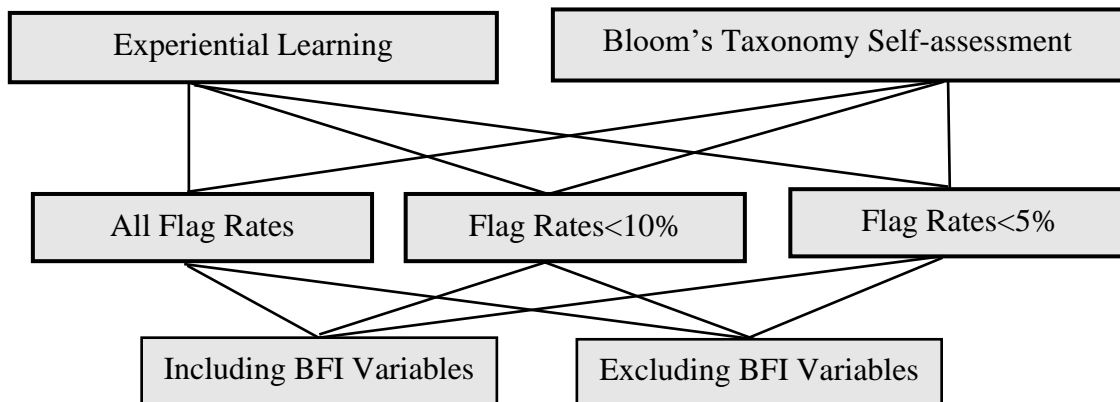 Experiential Learning
Bloom’s Taxonomy Self-assessment
All Flag Rates
Flag Rates<10%
Flag Rates<5%
Including BFI Variables
Excluding BFI Variables